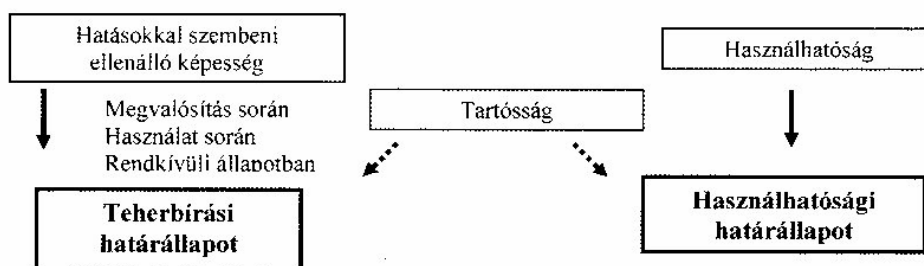 Hatásokkal szembeni
ellenálló képesség
Használhatóság
Megvalósítás során
Használat során
Rendkívüli állapotban
Tartósság
Teherbírási
határállapot
Használhatósági
határállapot